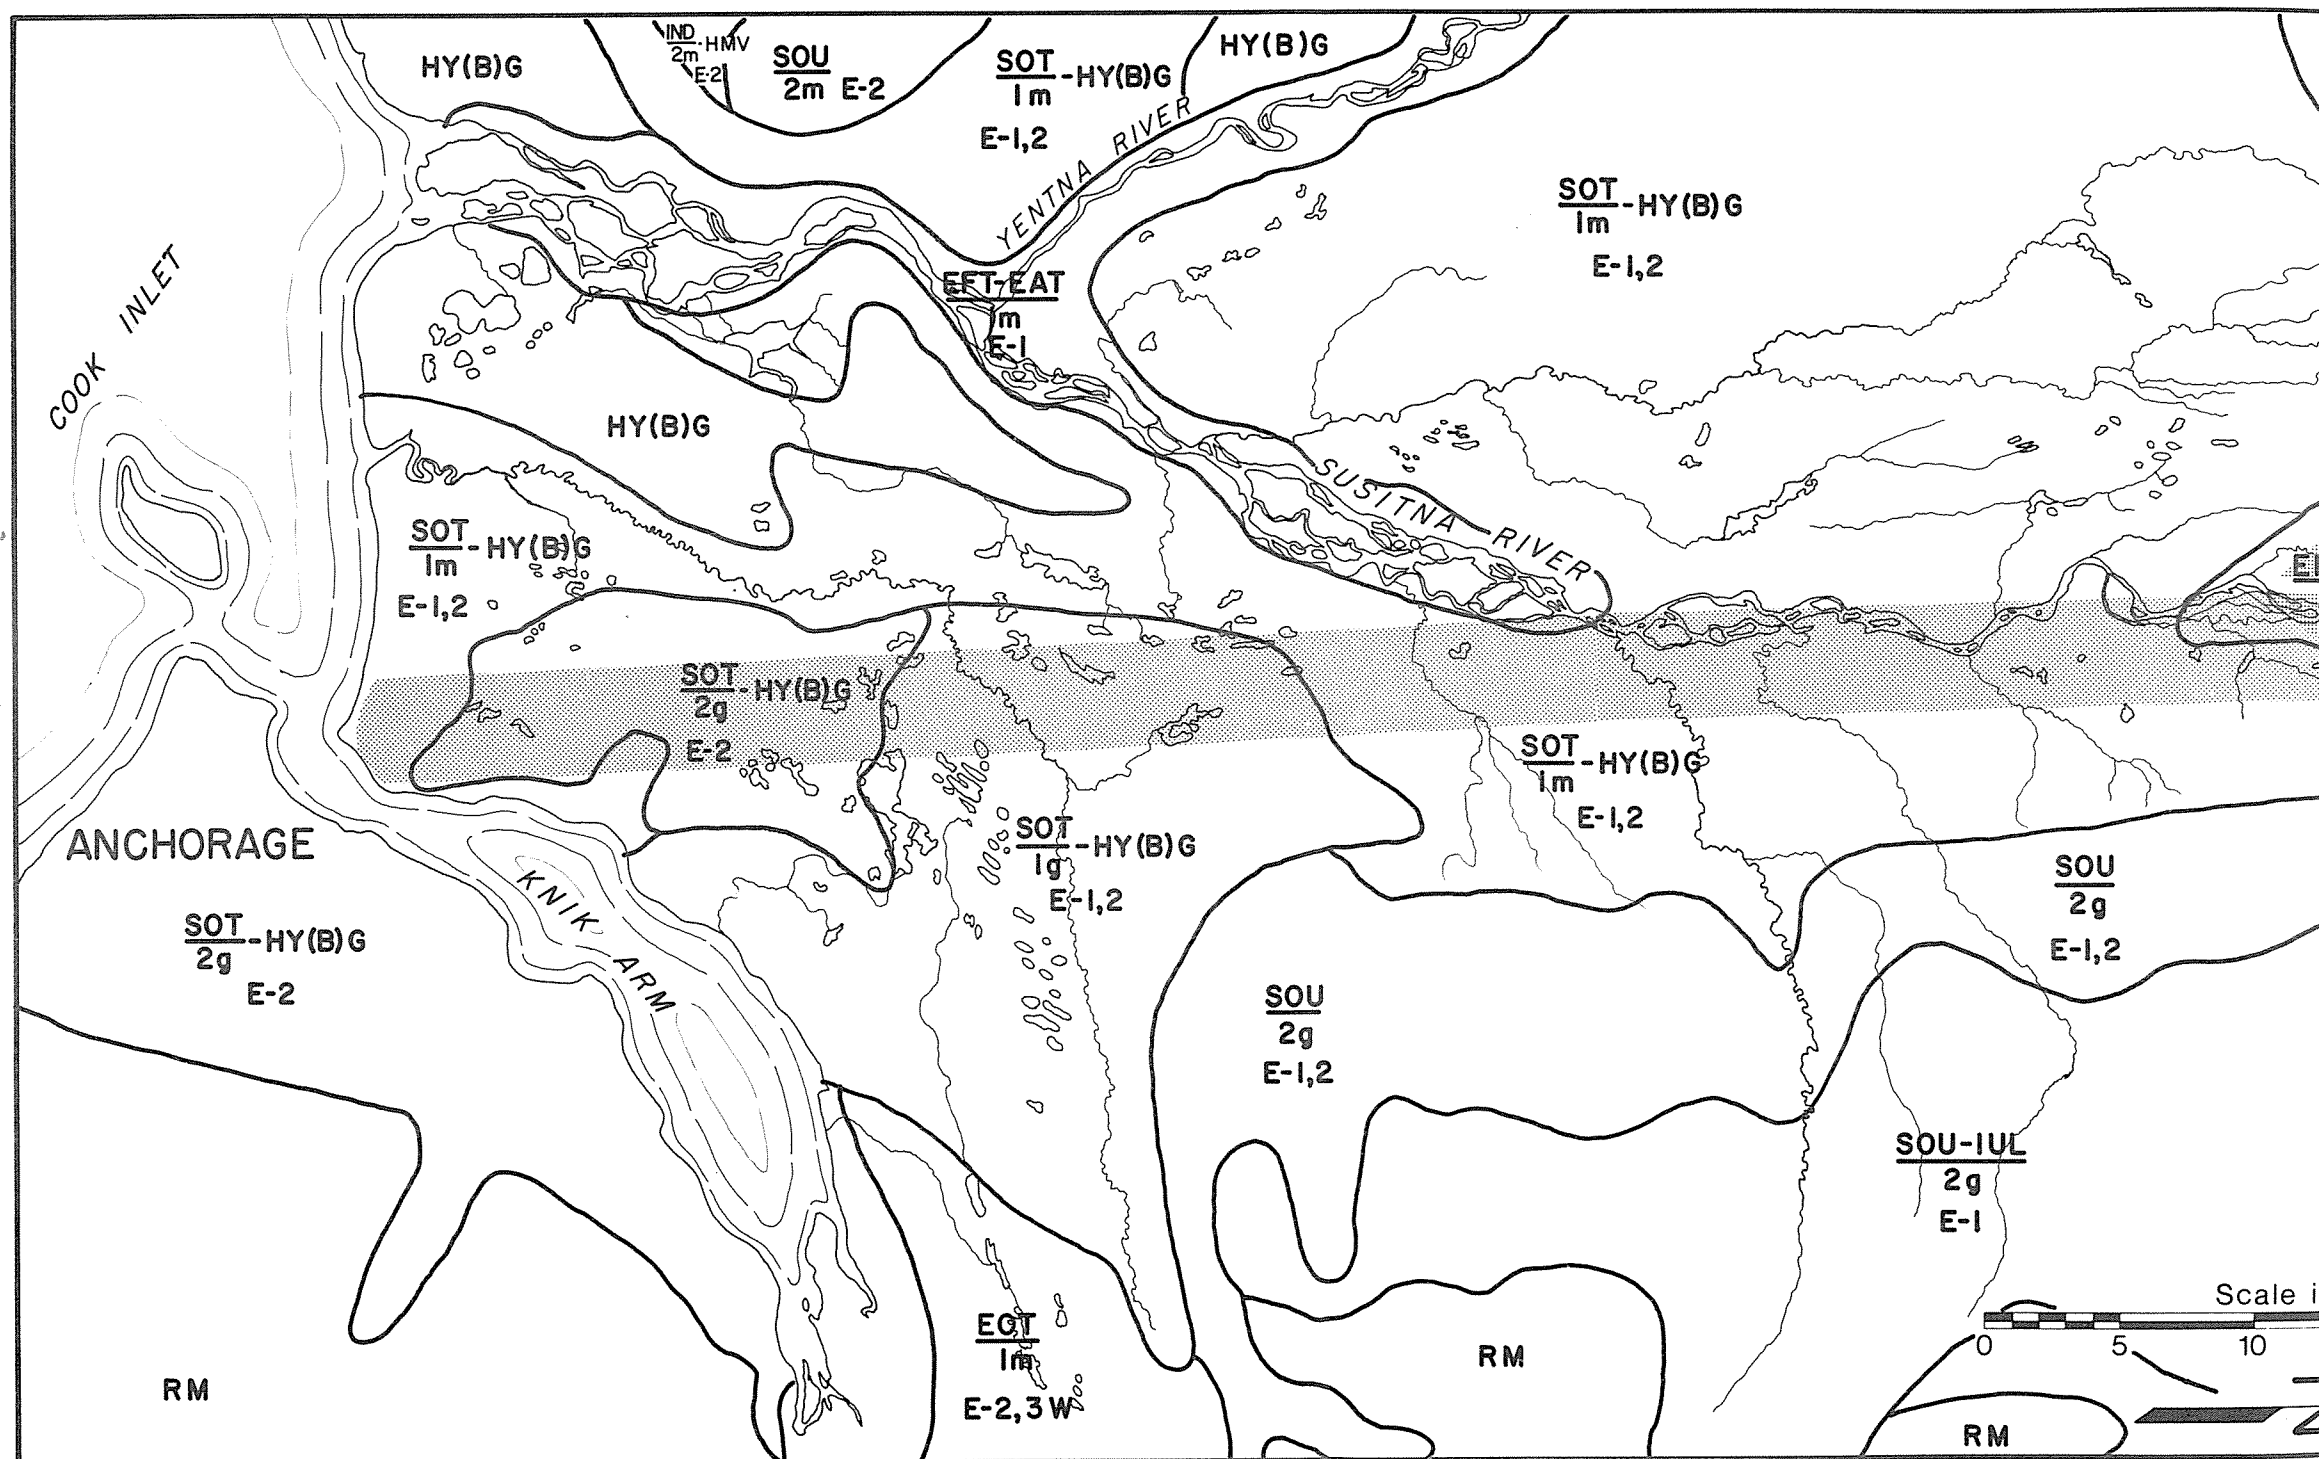 HY(B)G
IND
2m
-HMV
E-2
SOU
2m E-2
SOT
1m
-HY(B)G
E-1,2
HY(B)G
YENTNA RIVER
SOT
1m
-HY(B)G
E-1,2
COOK INLET
EFT-EAT
1m
E-1
HY(B)G
SUSITNA RIVER
SOT
1m
-HY(B)G
E-1,2
SOT
2g
-HY(B)G
E-2
SOT
1m
-HY(B)G
E-1,2
ANCHORAGE
SOT
1g
-HY(B)G
E-1,2
KNIK ARM
SOU
2g
E-1,2
SOT
2g
-HY(B)G
E-2
SOU
2g
E-1,2
SOU-IUL
2g
E-1
Scale
0 5 10
EOT
1m
E-2,3W
RM
RM
RM